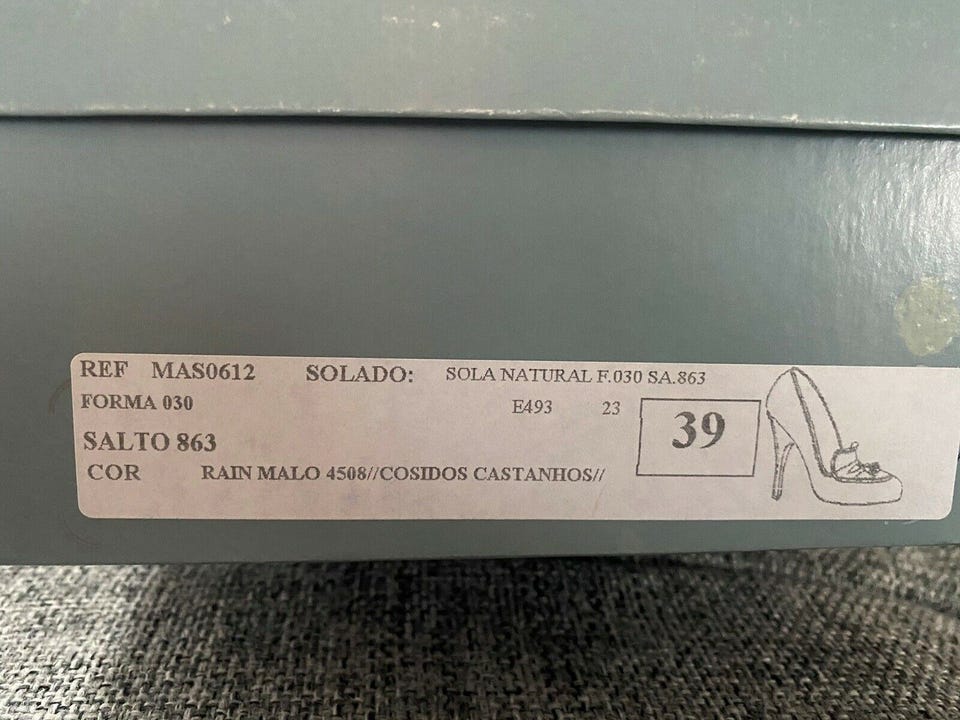 REF MAS0612 SOLADO: SOLA NATURAL F.030 SA.863
FORMA 030 E493 23
39
SALTO 863
COR RAIN MALO 4508//COSIDOS CASTANHOS//